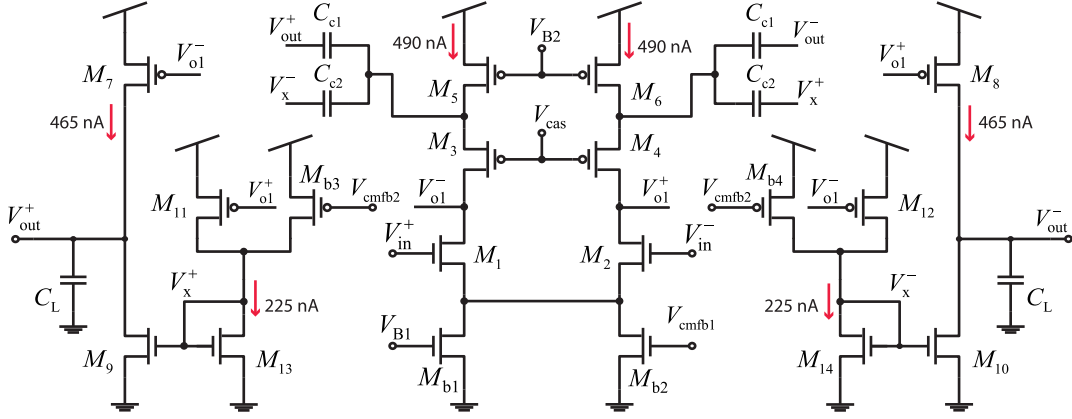 V⁺out Cc1 490 nA VB2 490 nA Cc1 V⁻out
M7 V⁻o1 V⁻x Cc2 M5 M6 Cc2 V⁺x V⁺o1 M8
465 nA M3 Vcas M4 465 nA
Mb3 Mb4
M11 V⁺o1 Vcmfb2 V⁻o1 V⁺o1 Vcmfb2 V⁻o1 M12
V⁺out V⁺in M1 M2 V⁻in V⁻out
CL V⁺x 225 nA 225 nA V⁻x CL
VB1 Vcmfb1
M9 M13 Mb1 Mb2 M14 M10